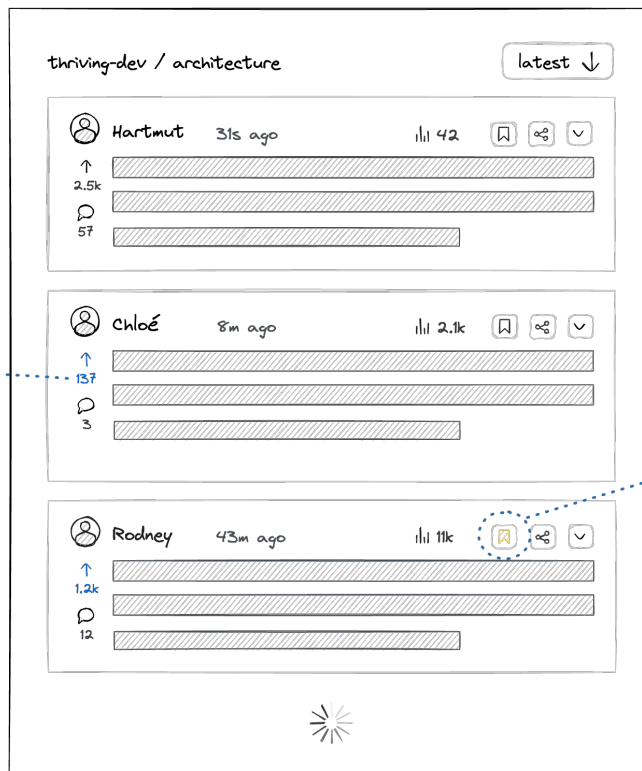 thriving-dev / architecture latest
Hartmut 31s ago 42
2.5k
57
Chloé 8m ago 2.1k
137
3
Rodney 43m ago 11k
1.2k
12